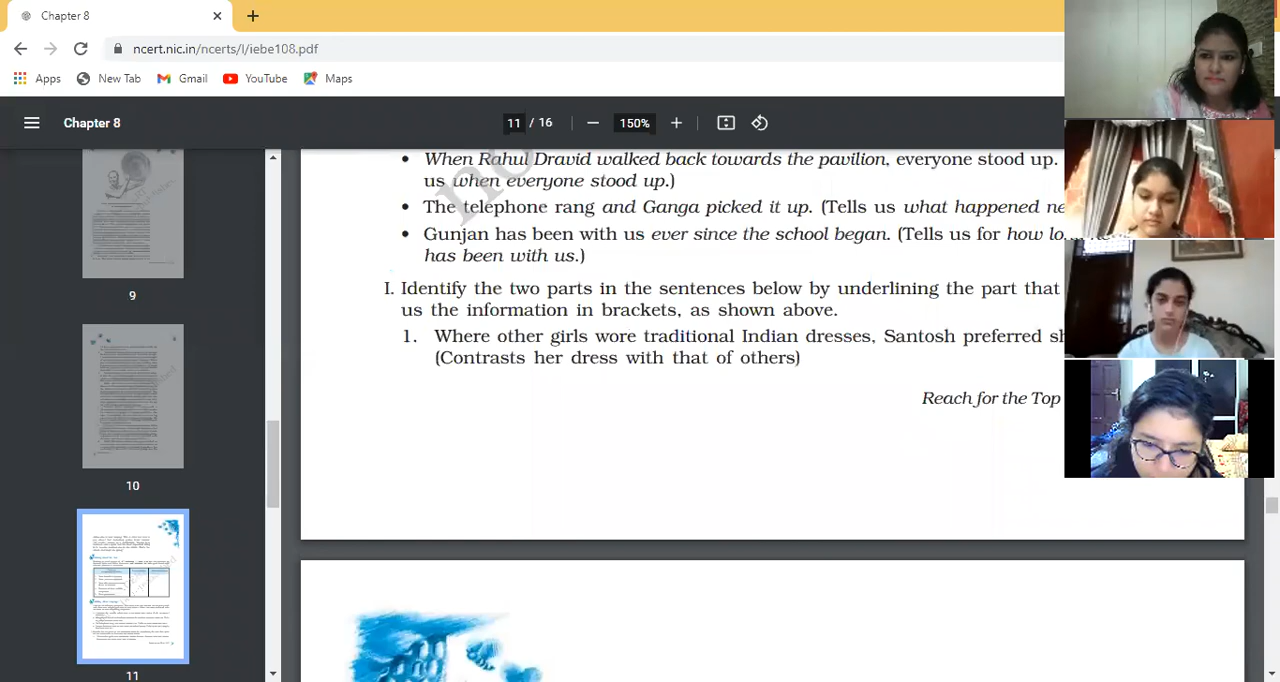 Chapter 8
ncert.nic.in/ncerts/l/iebe108.pdf
Apps New Tab Gmail YouTube Maps
Chapter 8 11 / 16 150%
When Rahul Dravid walked back towards the pavilion, everyone stood up.
us when everyone stood up.)
The telephone rang and Ganga picked it up. (Tells us what happened
Gunjan has been with us ever since the school began. (Tells us for how
has been with us.)
I. Identify the two parts in the sentences below by underlining the part that
us the information in brackets, as shown above.
1. Where other girls wore traditional Indian dresses, Santosh preferred
(Contrasts her dress with that of others)
Reach for the Top
9
10
11